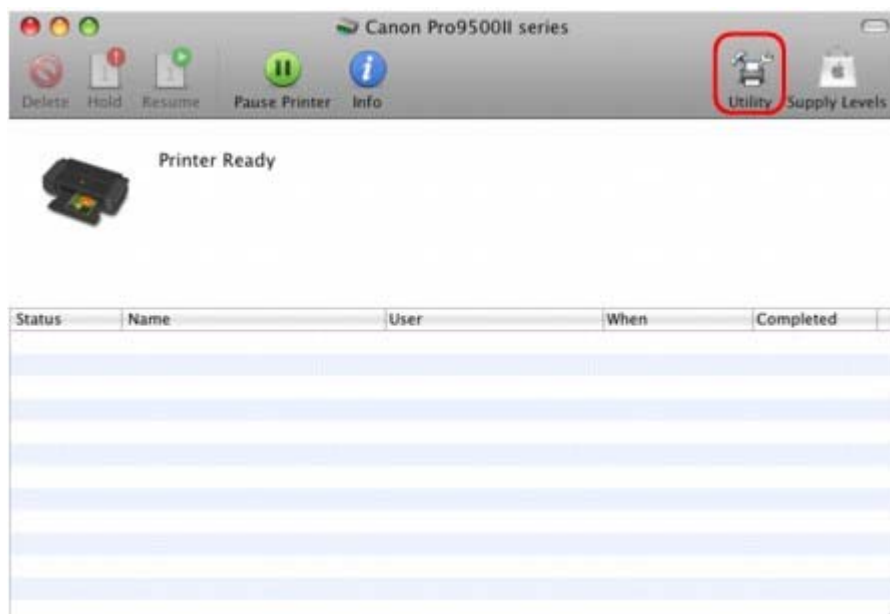 Canon Pro9500II series
Delete Hold Resume Pause Printer Info Utility Supply Levels
Printer Ready
Status Name User When Completed